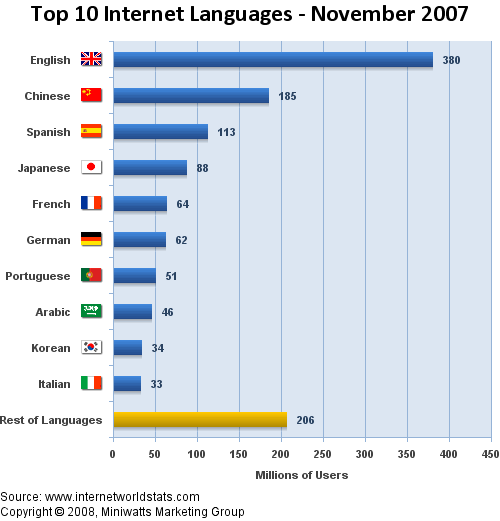 Top 10 Internet Languages - November 2007
English 380
Chinese 185
Spanish 113
Japanese 88
French 64
German 62
Portuguese 51
Arabic 46
Korean 34
Italian 33
Rest of Languages 206
0 50 100 150 200 250 300 350 400 450
Millions of Users
Source: www.internetworldstats.com
Copyright © 2008, Miniwatts Marketing Group